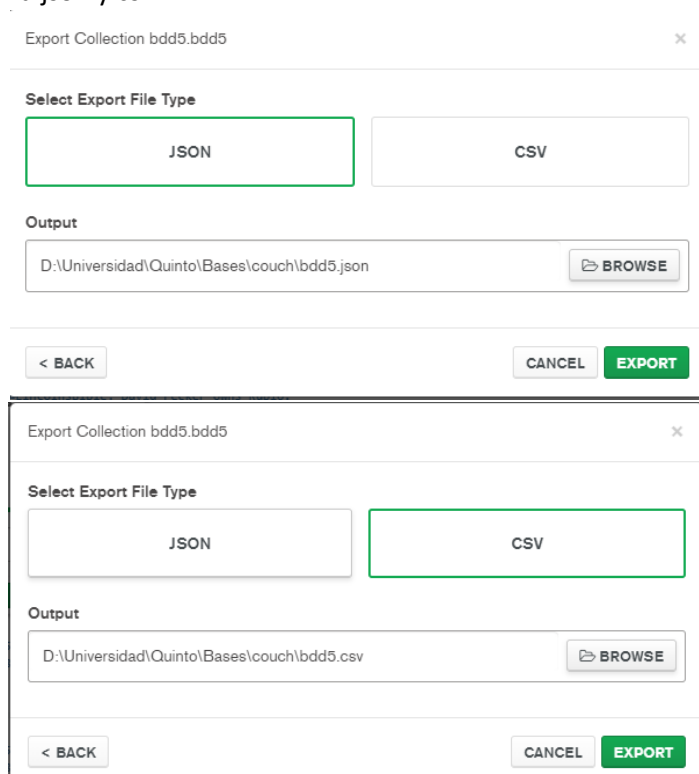 Export Collection bdd5.bdd5 ×
Select Export File Type
JSON CSV
Output
D:\Universidad\Quinto\Bases\couch\bdd5.json BROWSE
< BACK CANCEL EXPORT
Export Collection bdd5.bdd5 ×
Select Export File Type
JSON CSV
Output
D:\Universidad\Quinto\Bases\couch\bdd5.csv BROWSE
< BACK CANCEL EXPORT